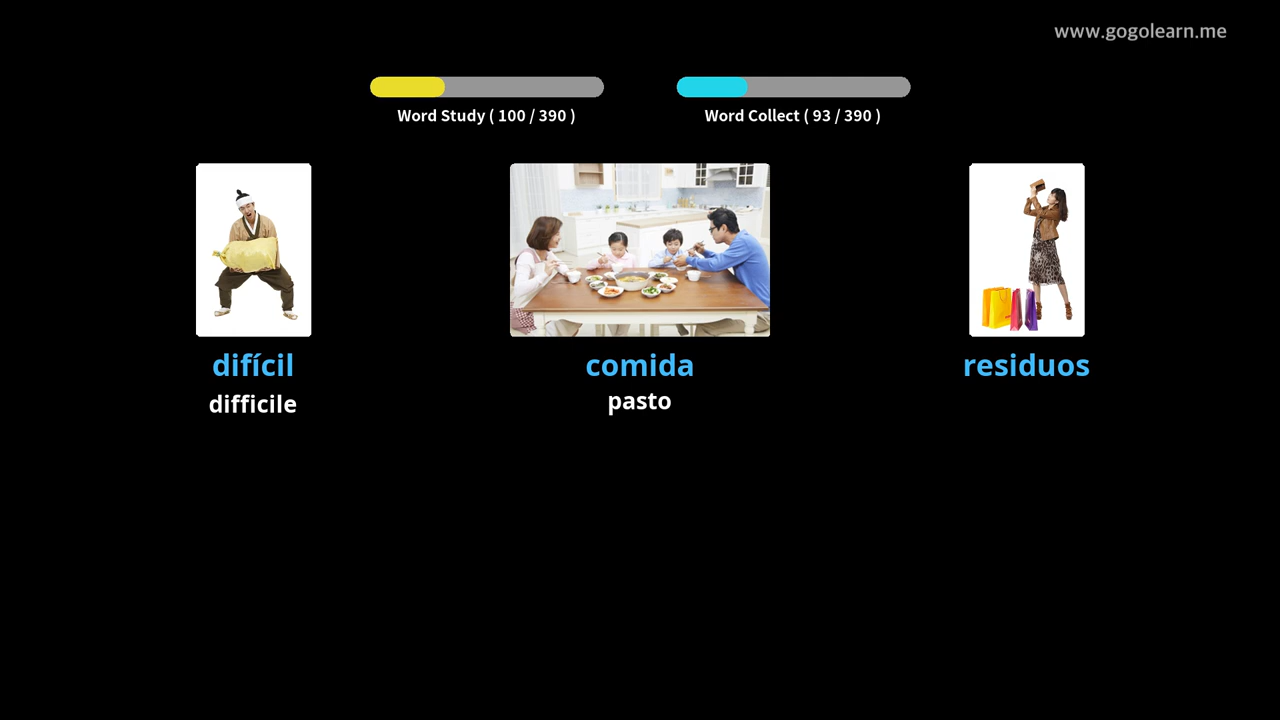 www.gogolearn.me
Word Study ( 100 / 390 )
Word Collect ( 93 / 390 )
difícil
comida
residuos
difficile
pasto